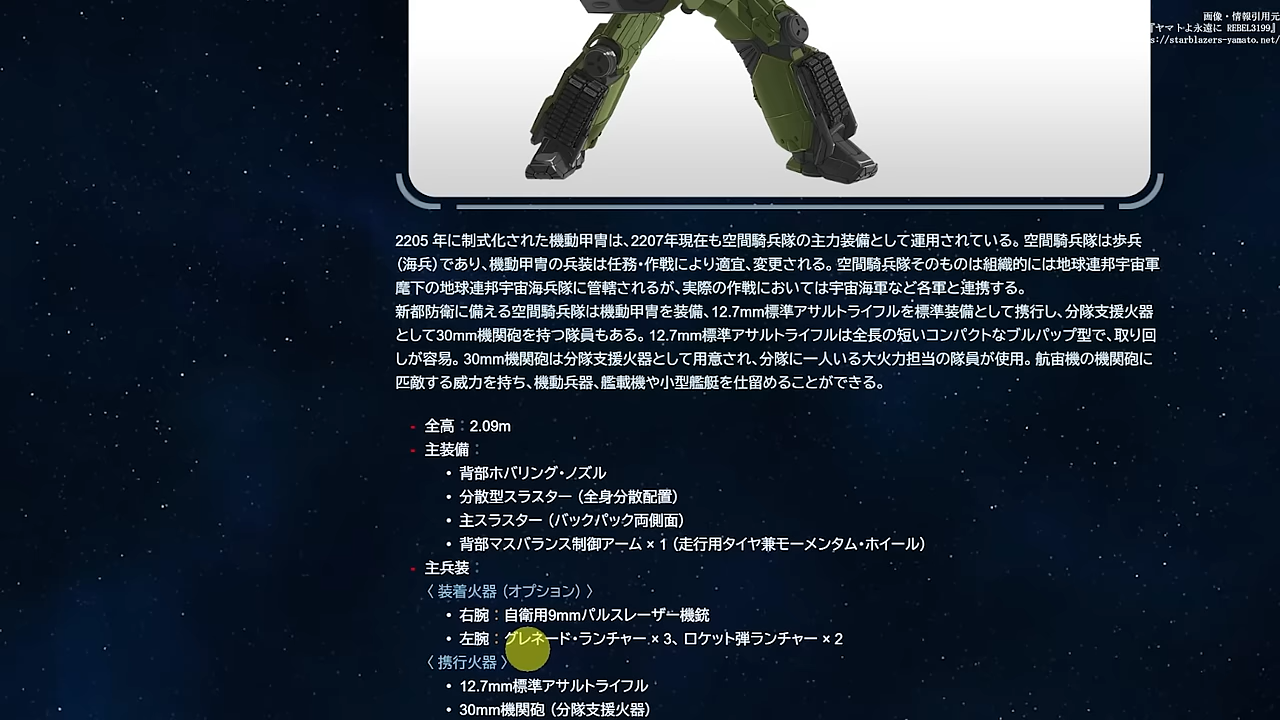 画像・情報引用元
『ヤマトよ永遠に REBEL3199』
s://starblazers-yamato.net/
2205 年に制式化された機動甲冑は、2207年現在も空間騎兵隊の主力装備として運用されている。空間騎兵隊は歩兵
（海兵）であり、機動甲冑の兵装は任務・作戦により適宜、変更される。空間騎兵隊そのものは組織的には地球連邦宇宙軍
麾下の地球連邦宇宙海兵隊に管轄されるが、実際の作戦においては宇宙海軍など各軍と連携する。
新都防衛に備える空間騎兵隊は機動甲冑を装備、12.7mm標準アサルトライフルを標準装備として携行し、分隊支援火器
として30mm機関砲を持つ隊員もある。12.7mm標準アサルトライフルは全長の短いコンパクトなブルパップ型で、取り回
しが容易。30mm機関砲は分隊支援火器として用意され、分隊に一人いる大火力担当の隊員が使用。航宙機の機関砲に
匹敵する威力を持ち、機動兵器、艦載機や小型艦艇を仕留めることができる。
- 全高：2.09m
- 主装備：
• 背部ホバリング・ノズル
• 分散型スラスター（全身分散配置）
• 主スラスター（バックパック両側面）
• 背部マスバランス制御アーム × 1（走行用タイヤ兼モーメンタム・ホイール）
- 主兵装：
〈 装着火器（オプション）〉
• 右腕：自衛用9mmパルスレーザー機銃
• 左腕：グレネード・ランチャー × 3、ロケット弾ランチャー × 2
〈 携行火器 〉
• 12.7mm標準アサルトライフル
• 30mm機関砲（分隊支援火器）